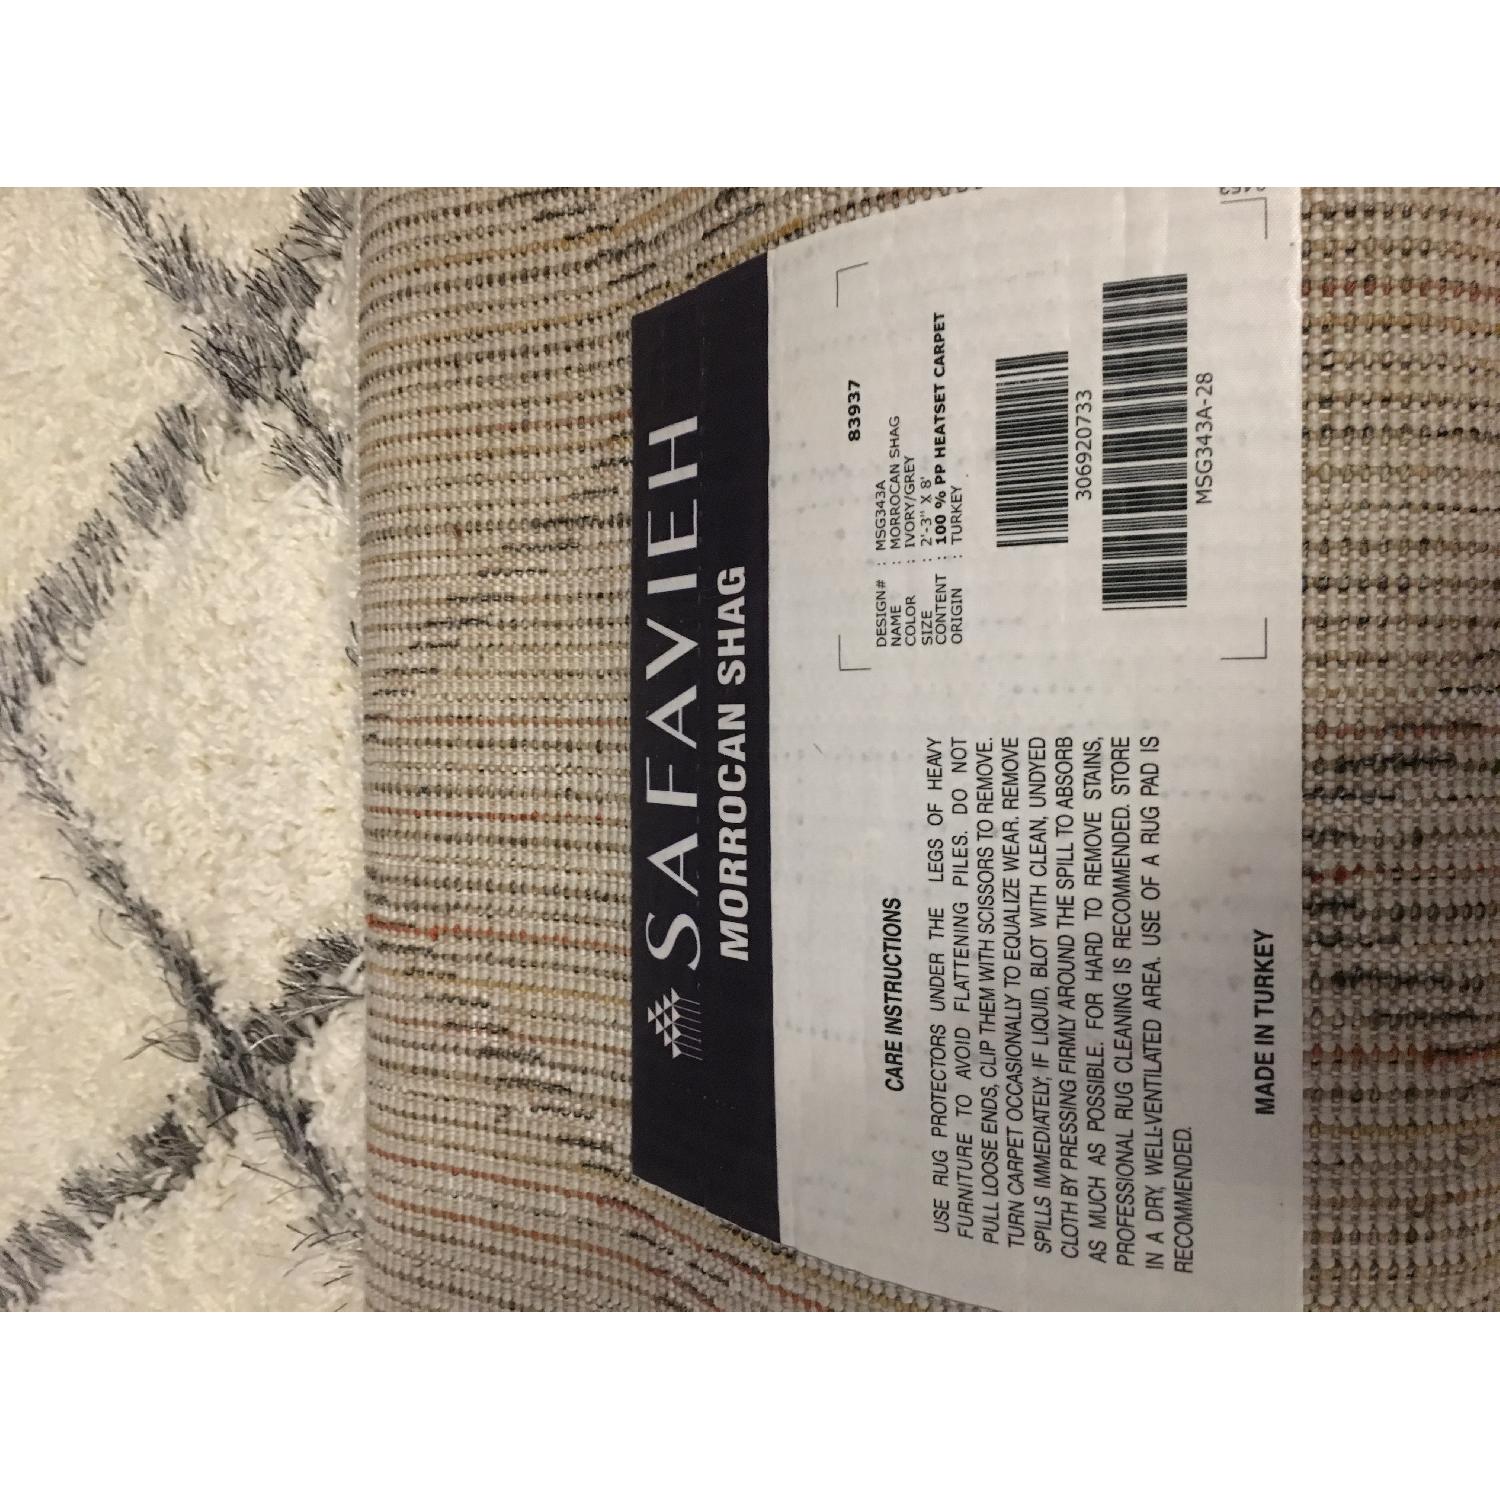 SAFAVIEH
MORROCAN SHAG
CARE INSTRUCTIONS
USE RUG PROTECTORS UNDER THE LEGS OF HEAVY
FURNITURE TO AVOID FLATTENING PILES. DO NOT
PULL LOOSE ENDS, CLIP THEM WITH SCISSORS TO REMOVE.
TURN CARPET OCCASIONALLY TO EQUALIZE WEAR. REMOVE
SPILLS IMMEDIATELY; IF LIQUID, BLOT WITH CLEAN, UNDYED
CLOTH BY PRESSING FIRMLY AROUND THE SPILL TO ABSORB
AS MUCH AS POSSIBLE. FOR HARD TO REMOVE STAINS,
PROFESSIONAL RUG CLEANING IS RECOMMENDED. STORE
IN A DRY, WELL-VENTILATED AREA. USE OF A RUG PAD IS
RECOMMENDED.
MADE IN TURKEY
83937
DESIGN# : MSG343A
NAME : MORROCAN SHAG
COLOR : IVORY/GREY
SIZE : 2'-3" X 8'
CONTENT : 100 % PP HEATSET CARPET
ORIGIN : TURKEY
306920733
MSG343A-28